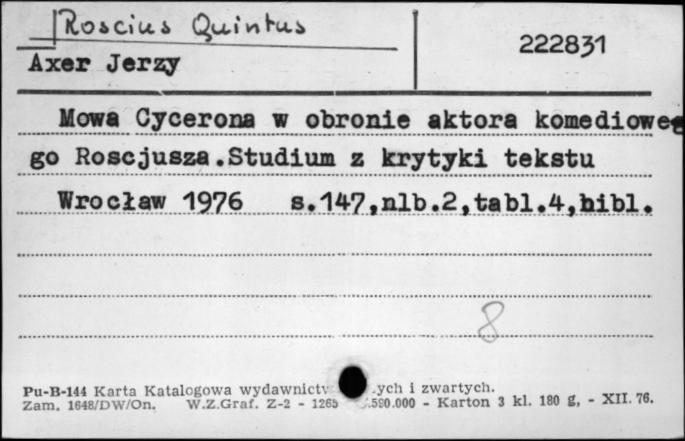 Roscius Quintus
222831
Axer Jerzy
Mowa Cycerona w obronie aktora komediowe
go Roscjusza.Studium z krytyki tekstu
Wrocław 1976 s.147,nlb.2,tabl.4,bibl.
8
Pu-B-144 Karta Katalogowa wydawnictw .ych i zwartych.
Zam. 1648/DW/On. W.Z.Graf. Z-2 - 1265 .590.000 - Karton 3 kl. 180 g, - XII. 76.